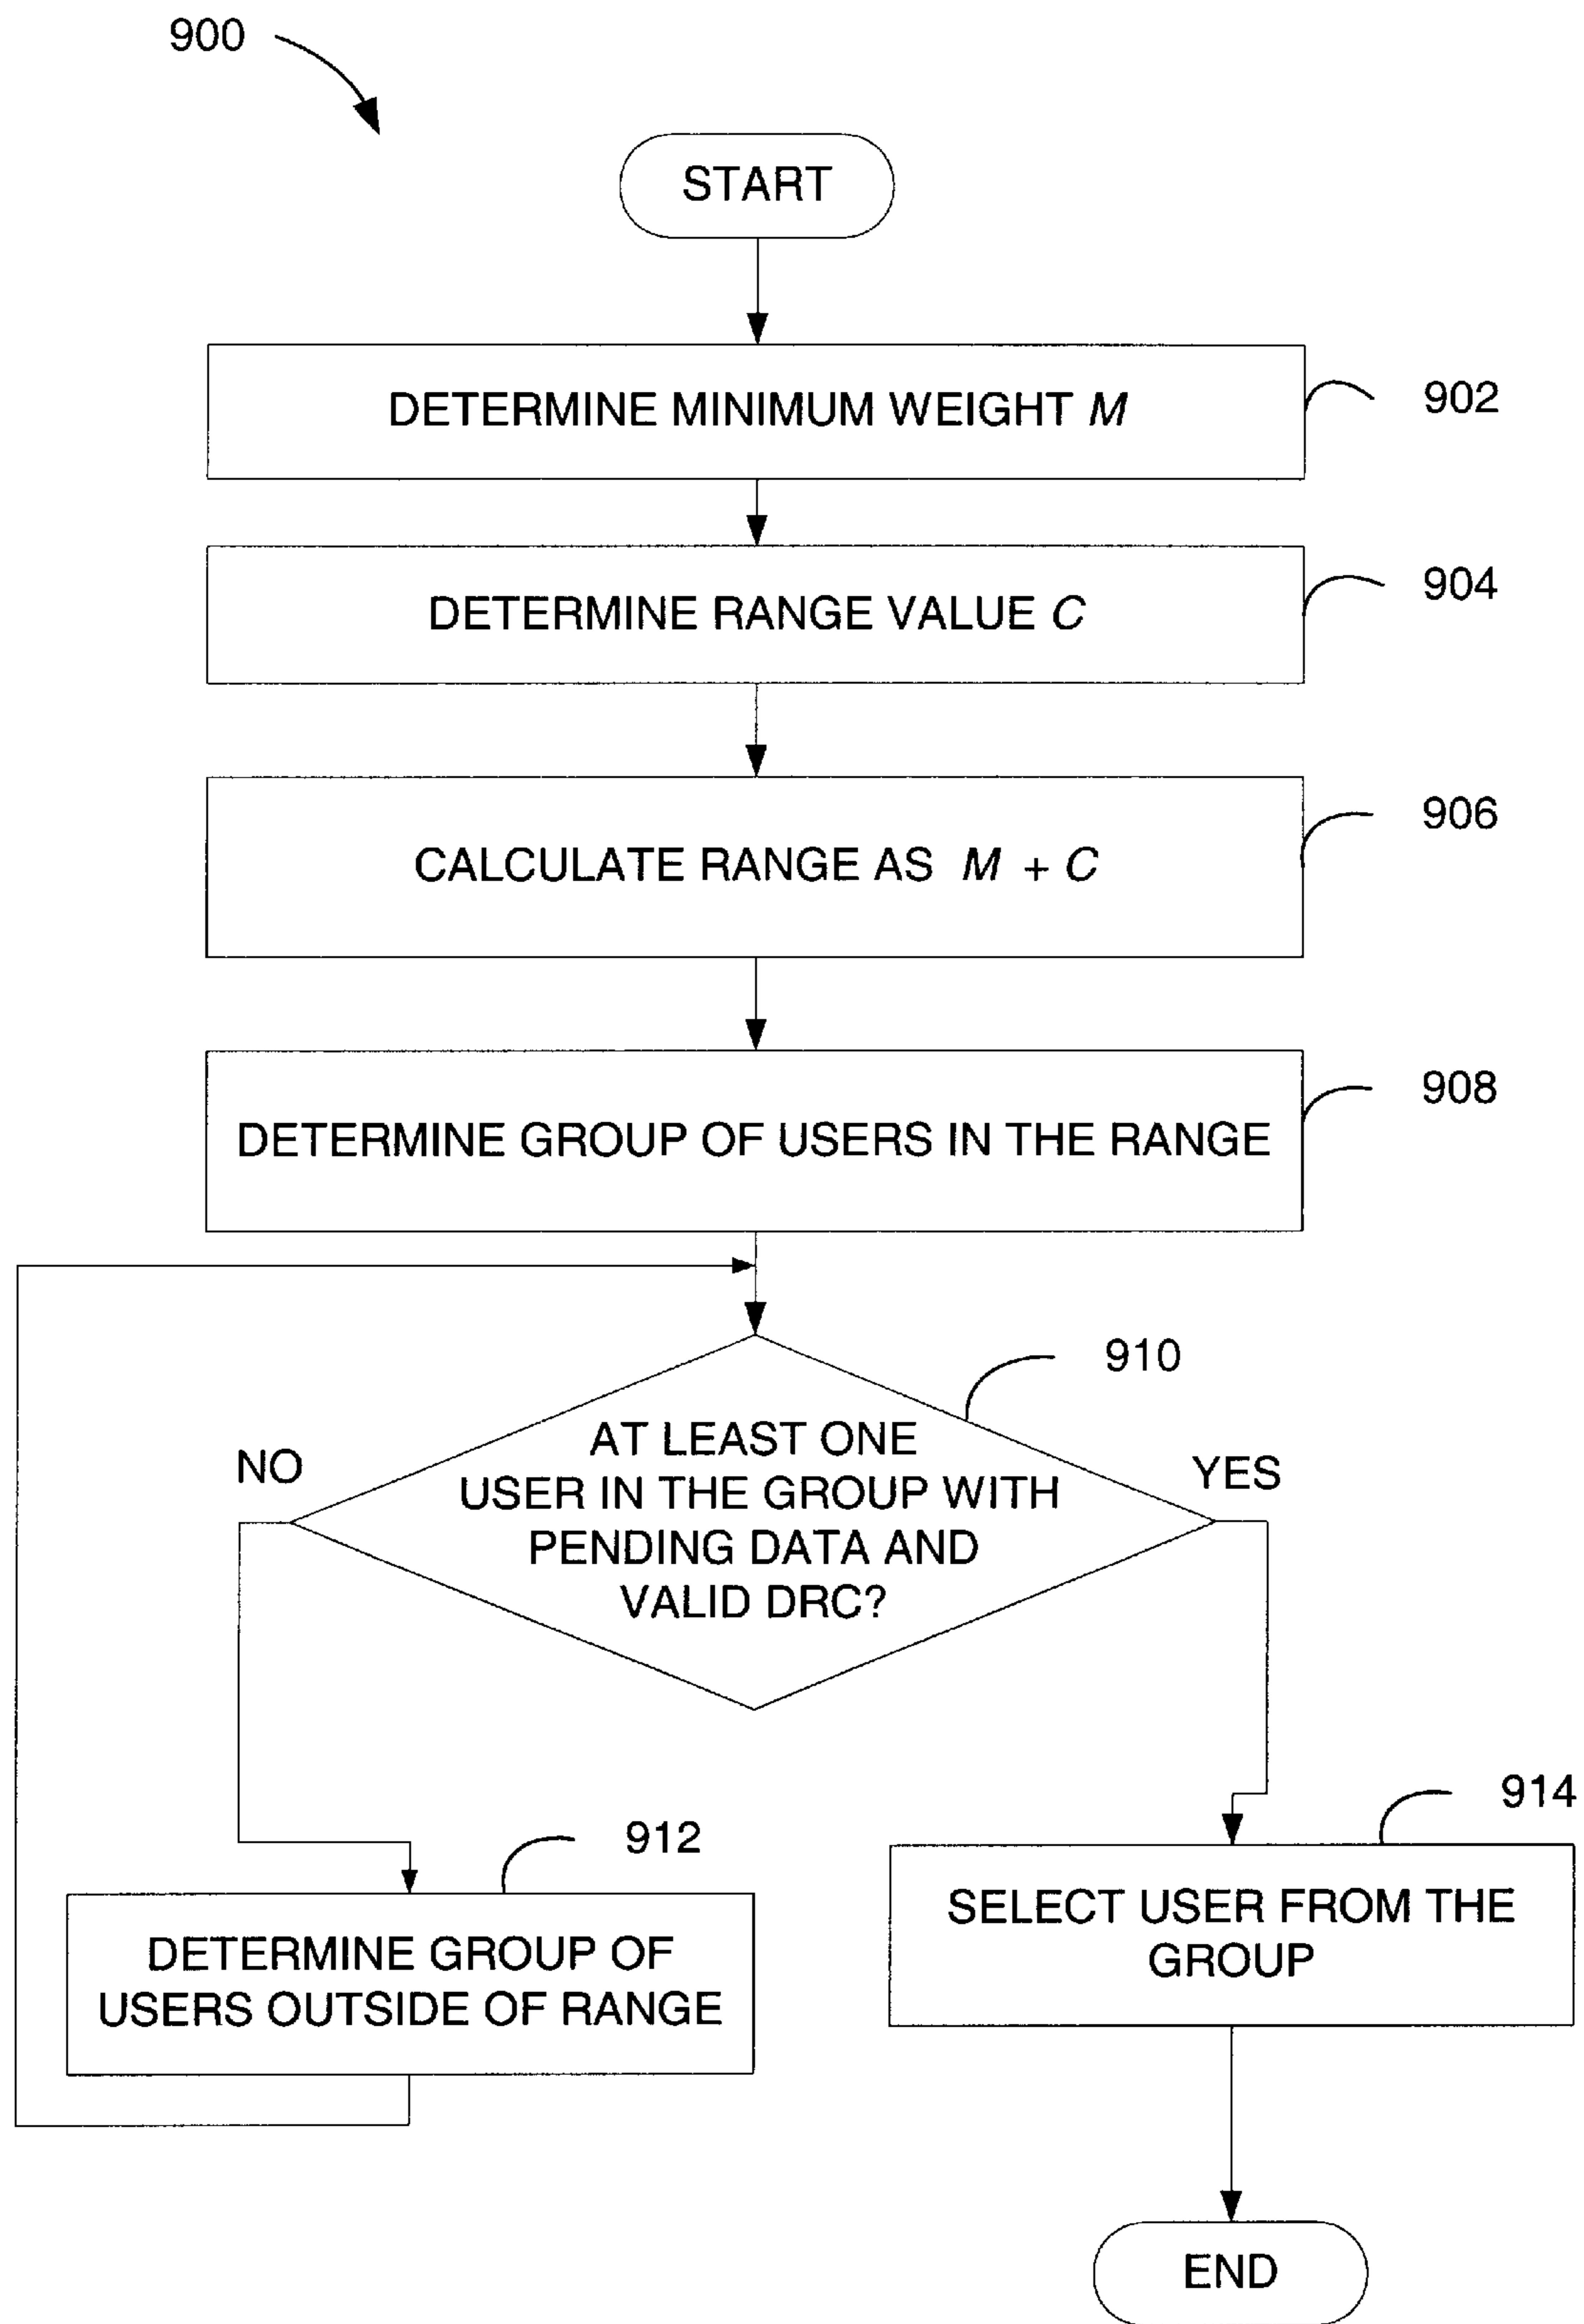 900
START
DETERMINE MINIMUM WEIGHT M
902
DETERMINE RANGE VALUE C
904
CALCULATE RANGE AS M + C
906
DETERMINE GROUP OF USERS IN THE RANGE
908
910
AT LEAST ONE
USER IN THE GROUP WITH
PENDING DATA AND
VALID DRC?
NO
YES
912
DETERMINE GROUP OF
USERS OUTSIDE OF RANGE
914
SELECT USER FROM THE
GROUP
END